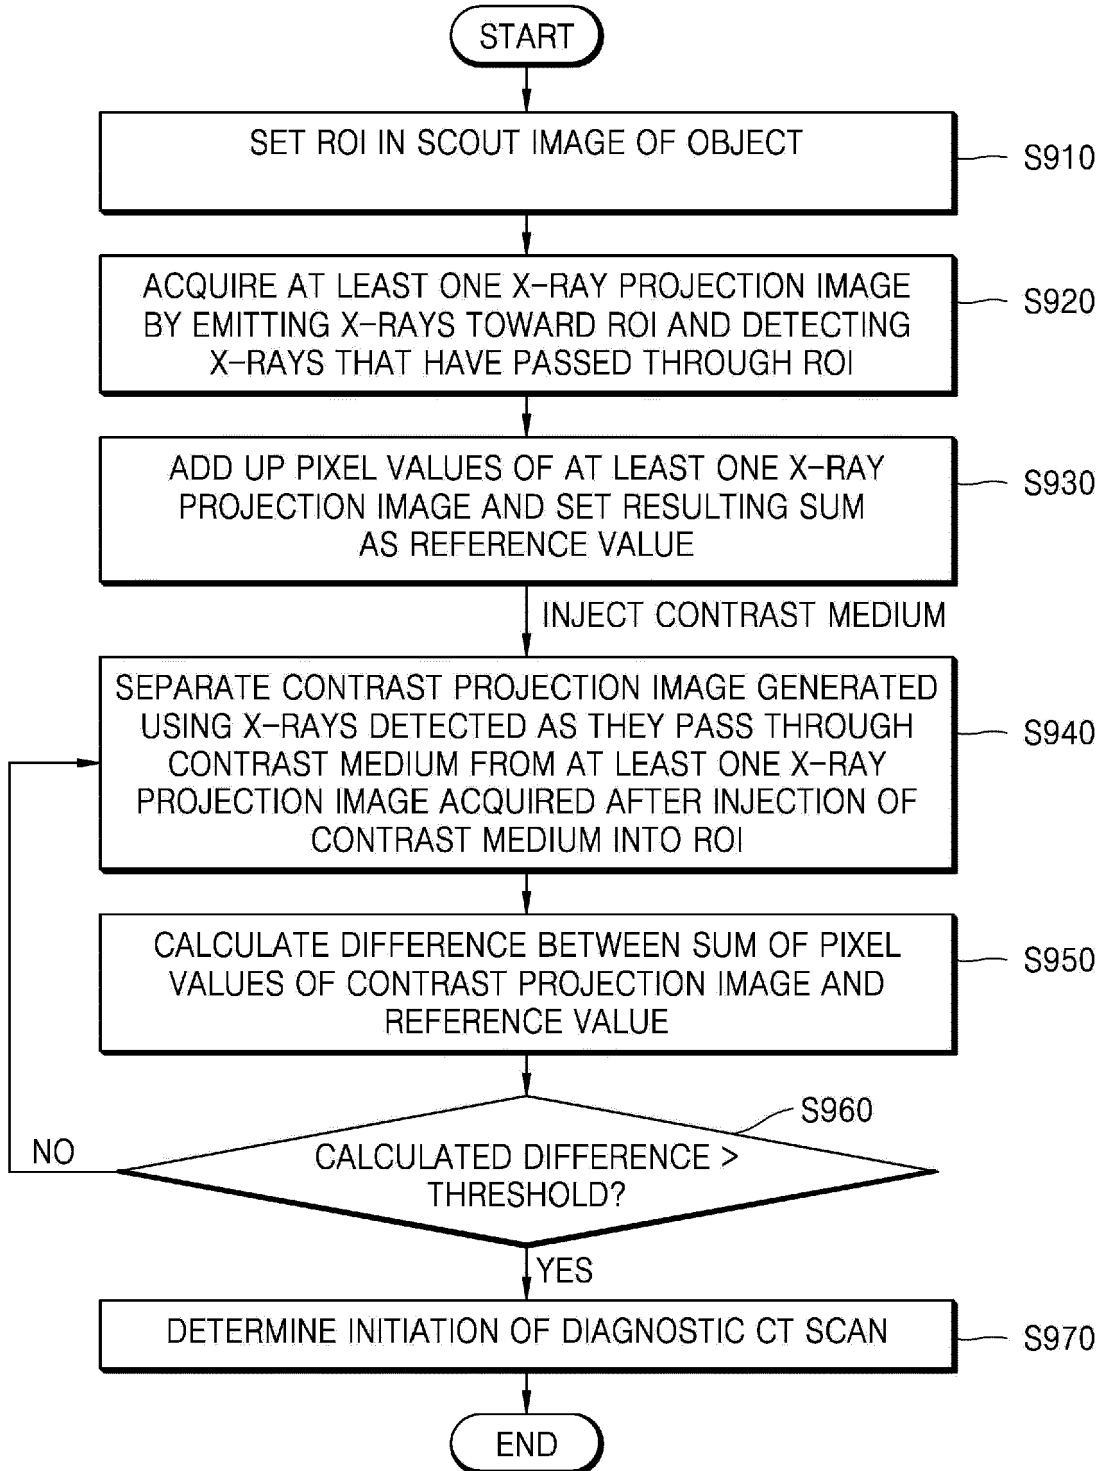 START
SET ROI IN SCOUT IMAGE OF OBJECT
S910
ACQUIRE AT LEAST ONE X-RAY PROJECTION IMAGE
BY EMITTING X-RAYS TOWARD ROI AND DETECTING
X-RAYS THAT HAVE PASSED THROUGH ROI
S920
ADD UP PIXEL VALUES OF AT LEAST ONE X-RAY
PROJECTION IMAGE AND SET RESULTING SUM
AS REFERENCE VALUE
S930
INJECT CONTRAST MEDIUM
SEPARATE CONTRAST PROJECTION IMAGE GENERATED
USING X-RAYS DETECTED AS THEY PASS THROUGH
CONTRAST MEDIUM FROM AT LEAST ONE X-RAY
PROJECTION IMAGE ACQUIRED AFTER INJECTION OF
CONTRAST MEDIUM INTO ROI
S940
CALCULATE DIFFERENCE BETWEEN SUM OF PIXEL
VALUES OF CONTRAST PROJECTION IMAGE AND
REFERENCE VALUE
S950
S960
CALCULATED DIFFERENCE >
THRESHOLD?
NO
YES
DETERMINE INITIATION OF DIAGNOSTIC CT SCAN
S970
END